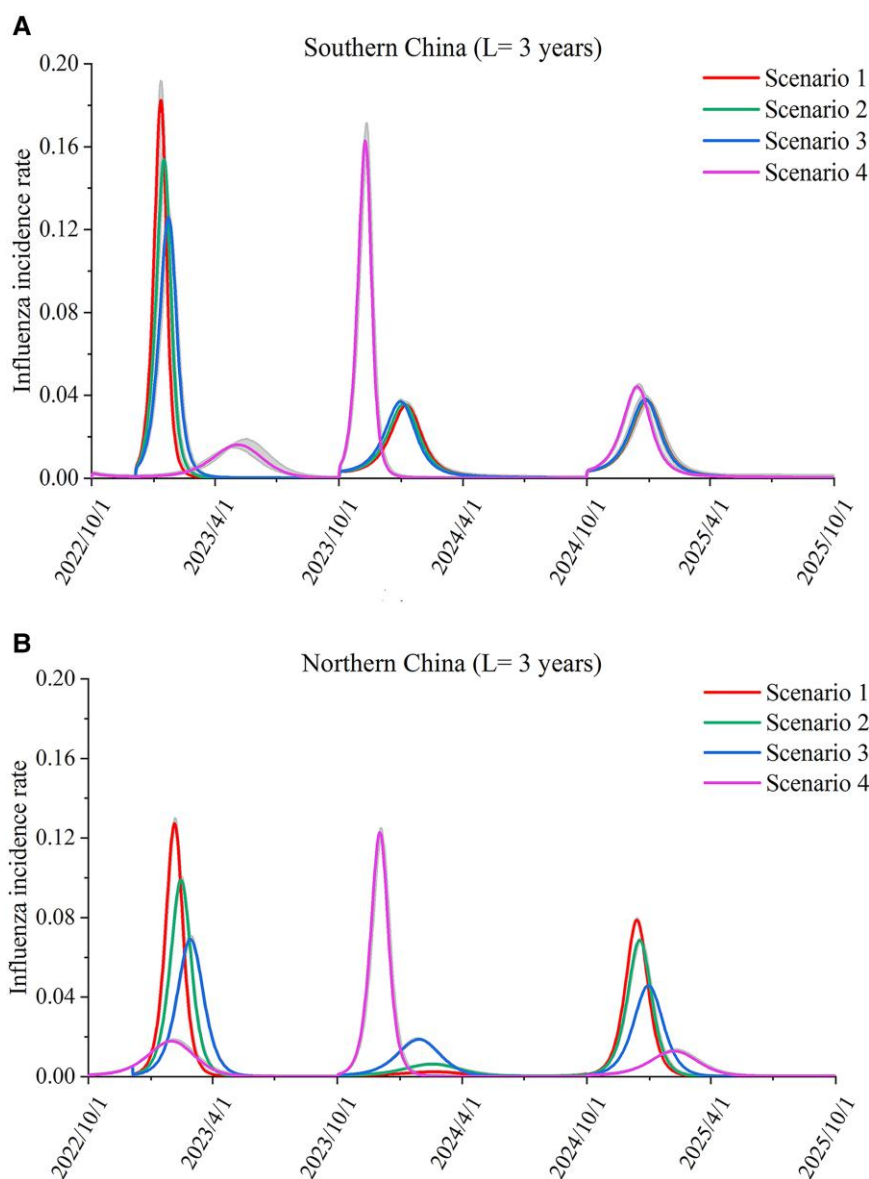 A
Southern China (L= 3 years)
Influenza incidence rate
0.20
0.16
0.12
0.08
0.04
0.00
Scenario 1
Scenario 2
Scenario 3
Scenario 4
2022/10/1
2023/4/1
2023/10/1
2024/4/1
2024/10/1
2025/4/1
2025/10/1
B
Northern China (L= 3 years)
Influenza incidence rate
0.20
0.16
0.12
0.08
0.04
0.00
Scenario 1
Scenario 2
Scenario 3
Scenario 4
2022/10/1
2023/4/1
2023/10/1
2024/4/1
2024/10/1
2025/4/1
2025/10/1